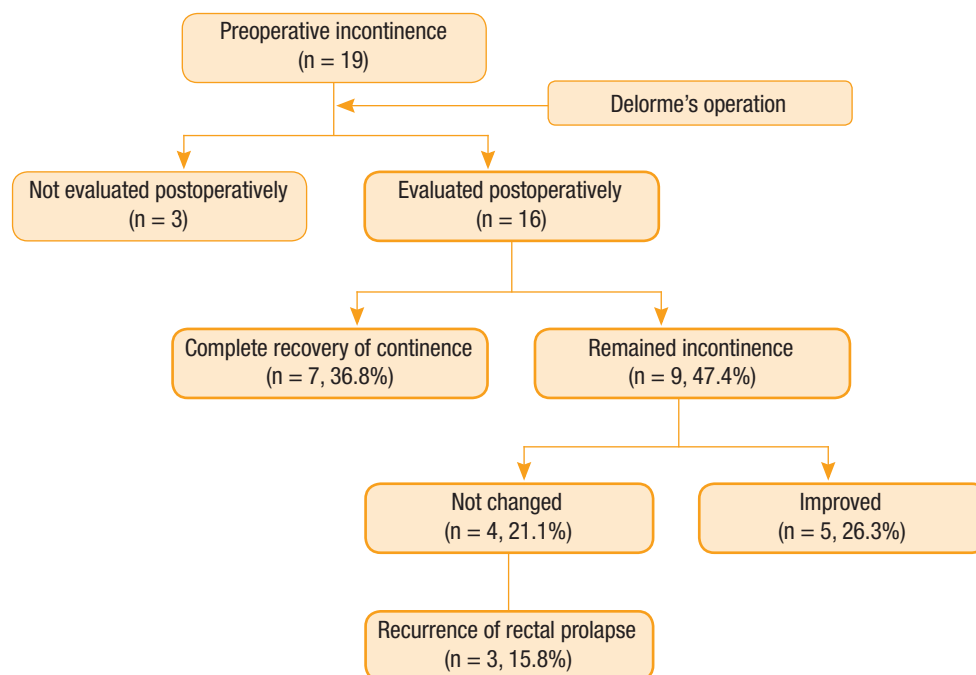 Preoperative incontinence
(n = 19)
Delorme’s operation
Not evaluated postoperatively
(n = 3)
Evaluated postoperatively
(n = 16)
Complete recovery of continence
(n = 7, 36.8%)
Remained incontinence
(n = 9, 47.4%)
Not changed
(n = 4, 21.1%)
Improved
(n = 5, 26.3%)
Recurrence of rectal prolapse
(n = 3, 15.8%)